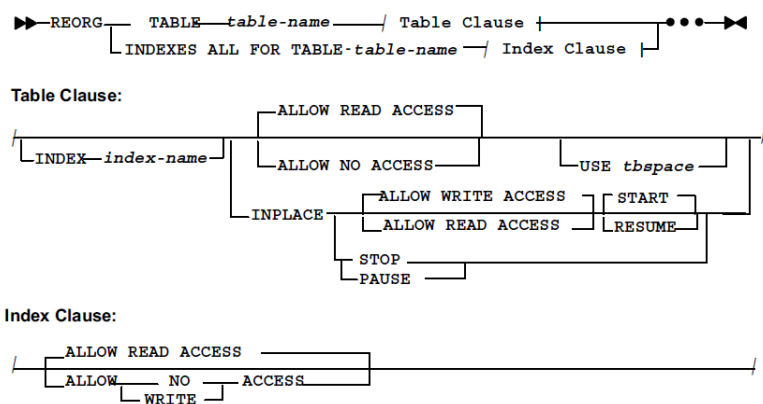 REORG TABLE table-name Table Clause
INDEXES ALL FOR TABLE table-name Index Clause
Table Clause:
ALLOW READ ACCESS
INDEX index-name
ALLOW NO ACCESS
USE tbspace
INPLACE
ALLOW WRITE ACCESS START
ALLOW READ ACCESS RESUME
STOP
PAUSE
Index Clause:
ALLOW READ ACCESS
ALLOW NO ACCESS
WRITE